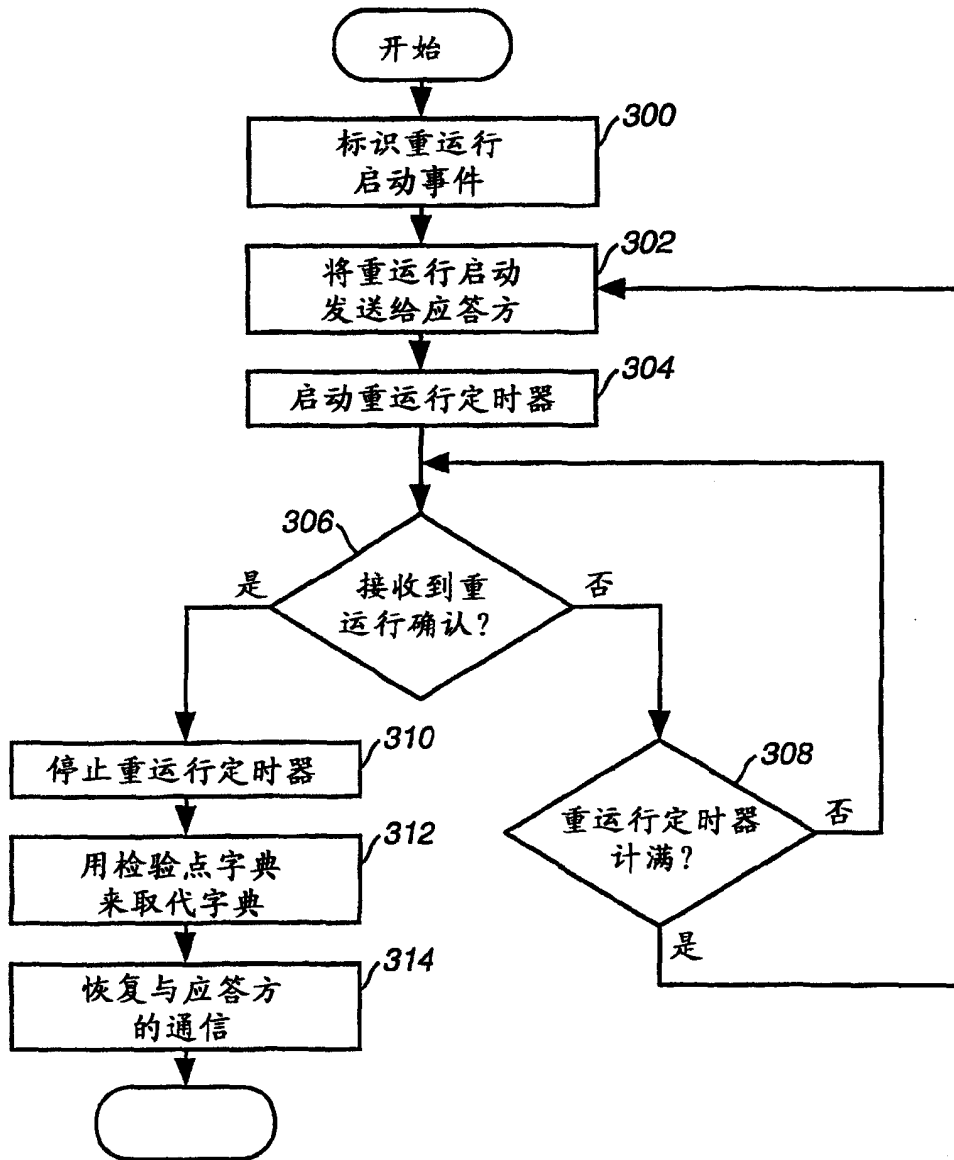 开始
300
标识重运行
启动事件
302
将重运行启动
发送给应答方
304
启动重运行定时器
306
是
接收到重
运行确认？
否
310
停止重运行定时器
308
重运行定时器
计满？
否
是
312
用检验点字典
来取代字典
314
恢复与应答方
的通信